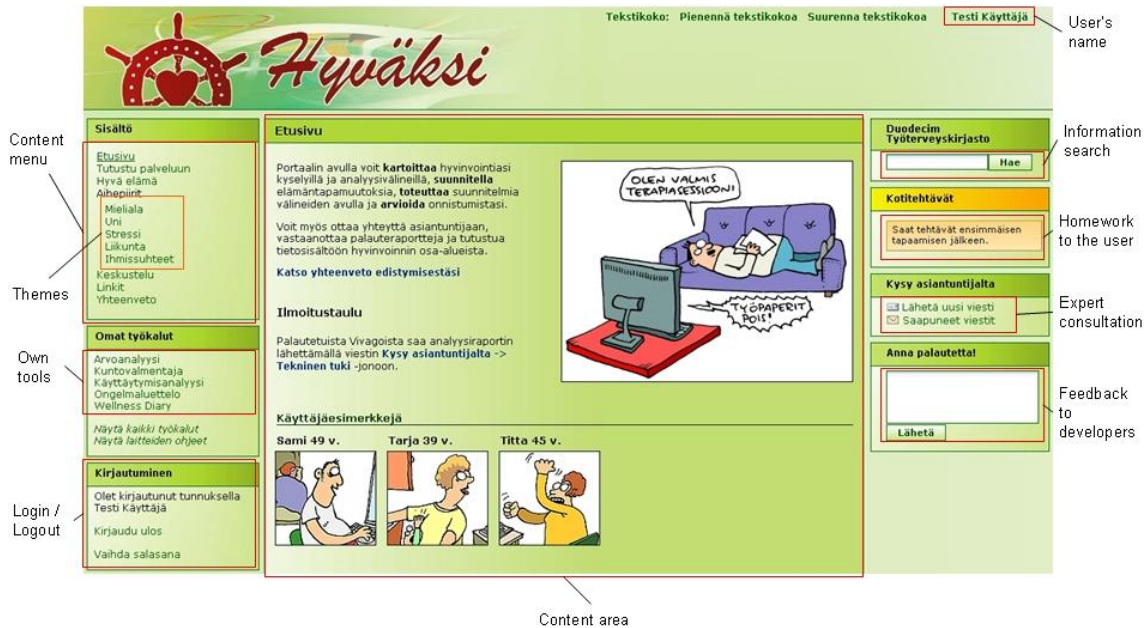 Tekstikoko: Pienennä tekstikokoa Suurenna tekstikokoa Testi Käyttäjä
User's
name
Hyväksi
Content
menu
Themes
Own
tools
Login /
Logout
Sisältö
Etusivu
Tutustu palveluun
Hyvä elämä
Aihepiirit
Mieliala
Uni
Stressi
Liikunta
Ihmissuhteet
Keskustelu
Linkit
Yhteenveto
Omat työkalut
Arvoanalyysi
Kuntovalmentaja
Käyttäytymisanalyysi
Ongelmaluettelo
Wellness Diary
Näytä kaikki työkalut
Näytä laitteiden ohjeet
Kirjautuminen
Olet kirjautunut tunnuksella
Testi Käyttäjä
Kirjaudu ulos
Vaihda salasana
Etusivu
Portaalin avulla voit kartoittaa hyvinvointiasi
kyselyillä ja analyysivälineillä, suunnitella
elämäntapamuutoksia, toteuttaa suunnitelmia
välineiden avulla ja arvioida onnistumistasi.
Voit myös ottaa yhteyttä asiantuntijaan,
vastaanottaa palauteraportteja ja tutustua
tietosisältöön hyvinvoinnin osa-alueista.
Katso yhteenveto edistymisestäsi
Ilmoitustaulu
Palautetuista Vivagoista saa analyysiraportin
lähettämällä viestin Kysy asiantuntijalta ->
Tekninen tuki -jonoon.
OLEN VALMIS
TERAPIASESSIOONI
TYÖPAPERIT
POIS!
Käyttäjäesimerkkejä
Sami 49 v. Tarja 39 v. Titta 45 v.
Duodecim
Työterveyskirjasto
Hae
Kotitehtävät
Saat tehtävät ensimmäisen
tapaamisen jälkeen.
Kysy asiantuntijalta
Lähetä uusi viesti
Saapuneet viestit
Anna palautetta!
Lähetä
Information
search
Homework
to the user
Expert
consultation
Feedback
to
developers
Content area